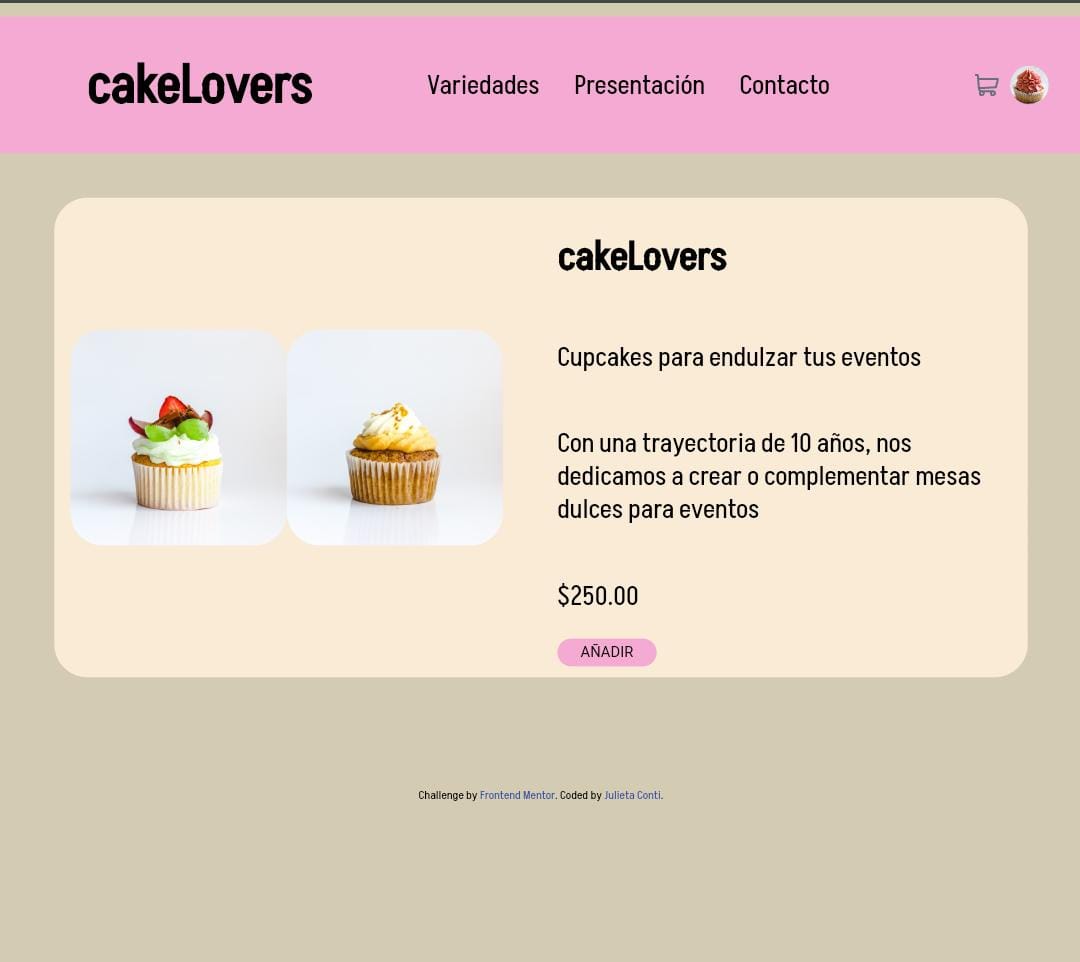 cakeLovers
Variedades
Presentación
Contacto
cakeLovers
Cupcakes para endulzar tus eventos
Con una trayectoria de 10 años, nos
dedicamos a crear o complementar mesas
dulces para eventos
$250.00
AÑADIR
Challenge by Frontend Mentor. Coded by Julieta Conti.